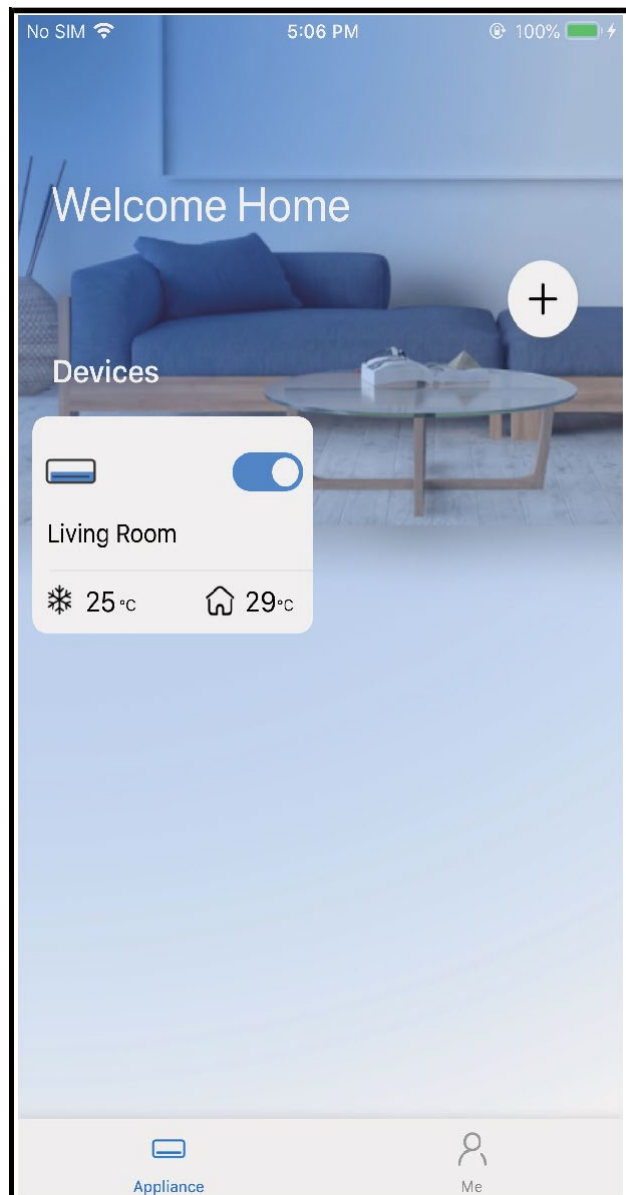 No SIM 5:06 PM 100%
Welcome Home
+
Devices
Living Room
25°C 29°C
Appliance Me